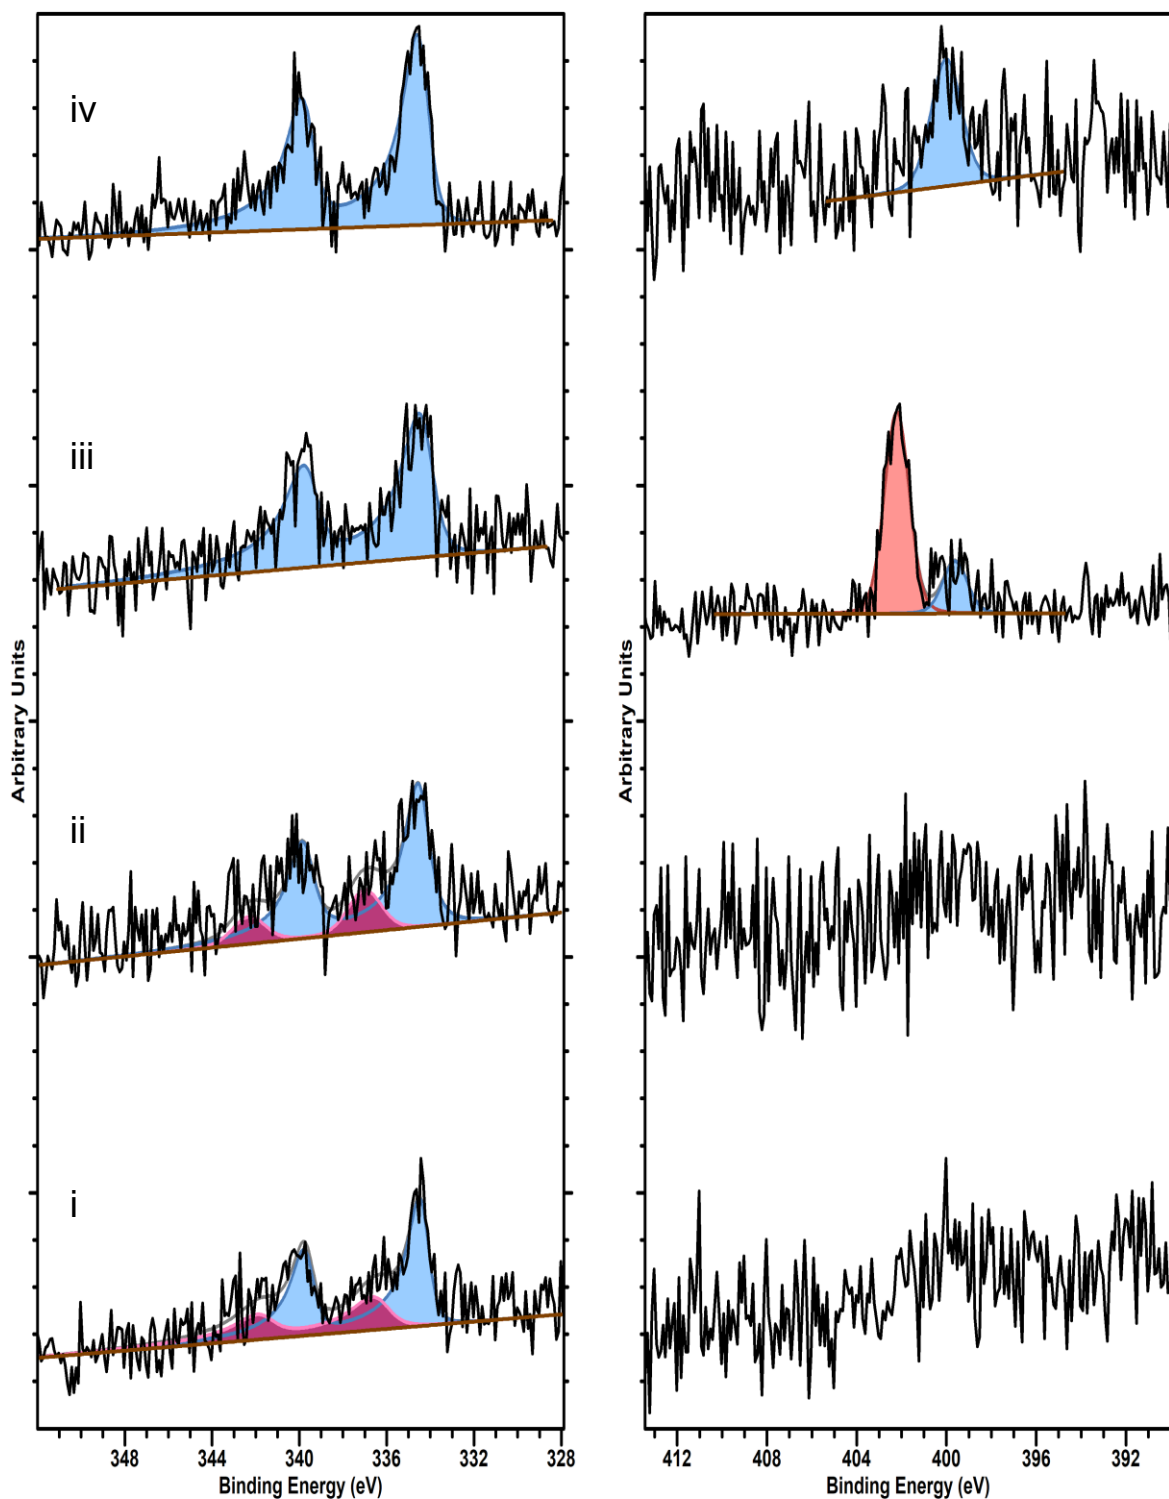 iv
iii
ii
i
Arbitrary Units
348 344 340 336 332 328
Binding Energy (eV)
Arbitrary Units
412 408 404 400 396 392
Binding Energy (eV)